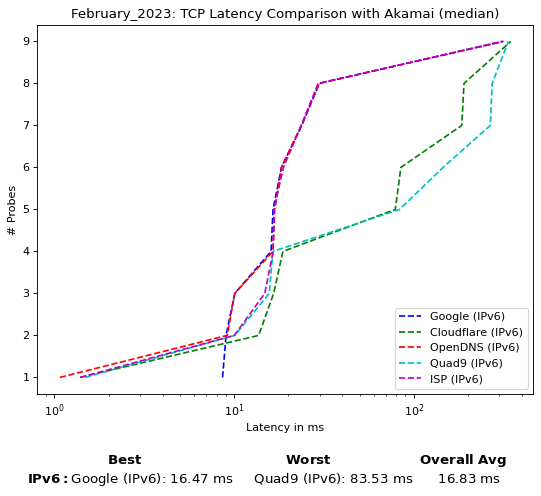 February_2023: TCP Latency Comparison with Akamai (median)
# Probes
9
8
7
6
5
4
3
2
1
Google (IPv6)
Cloudflare (IPv6)
OpenDNS (IPv6)
Quad9 (IPv6)
ISP (IPv6)
10⁰ 10¹ 10²
Latency in ms
Best Worst Overall Avg
IPv6: Google (IPv6): 16.47 ms Quad9 (IPv6): 83.53 ms 16.83 ms